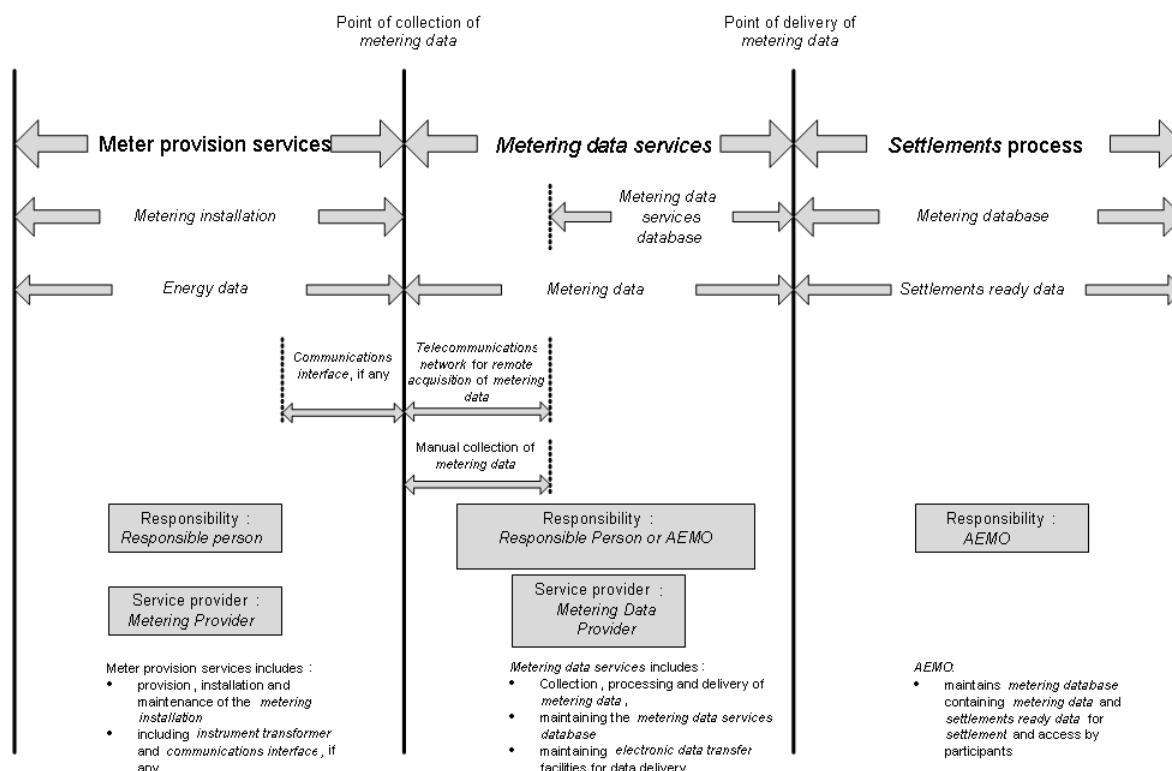 Point of collection of
metering data
Point of delivery of
metering data
Meter provision services
Metering data services
Settlements process
Metering installation
Metering data
services
database
Metering database
Energy data
Metering data
Settlements ready data
Communications
interface, if any
Telecommunications
network for remote
acquisition of metering
data
Manual collection of
metering data
Responsibility :
Responsible person
Responsibility :
Responsible Person or AEMO
Responsibility :
AEMO
Service provider :
Metering Provider
Service provider :
Metering Data
Provider
Meter provision services includes :
• provision, installation and
maintenance of the metering
installation
• including instrument transformer
and communications interface, if
any
Metering data services includes :
• Collection, processing and delivery of
metering data,
• maintaining the metering data services
database
• maintaining electronic data transfer
facilities for data delivery
AEMO:
• maintains metering database
containing metering data and
settlements ready data for
settlement and access by
participants